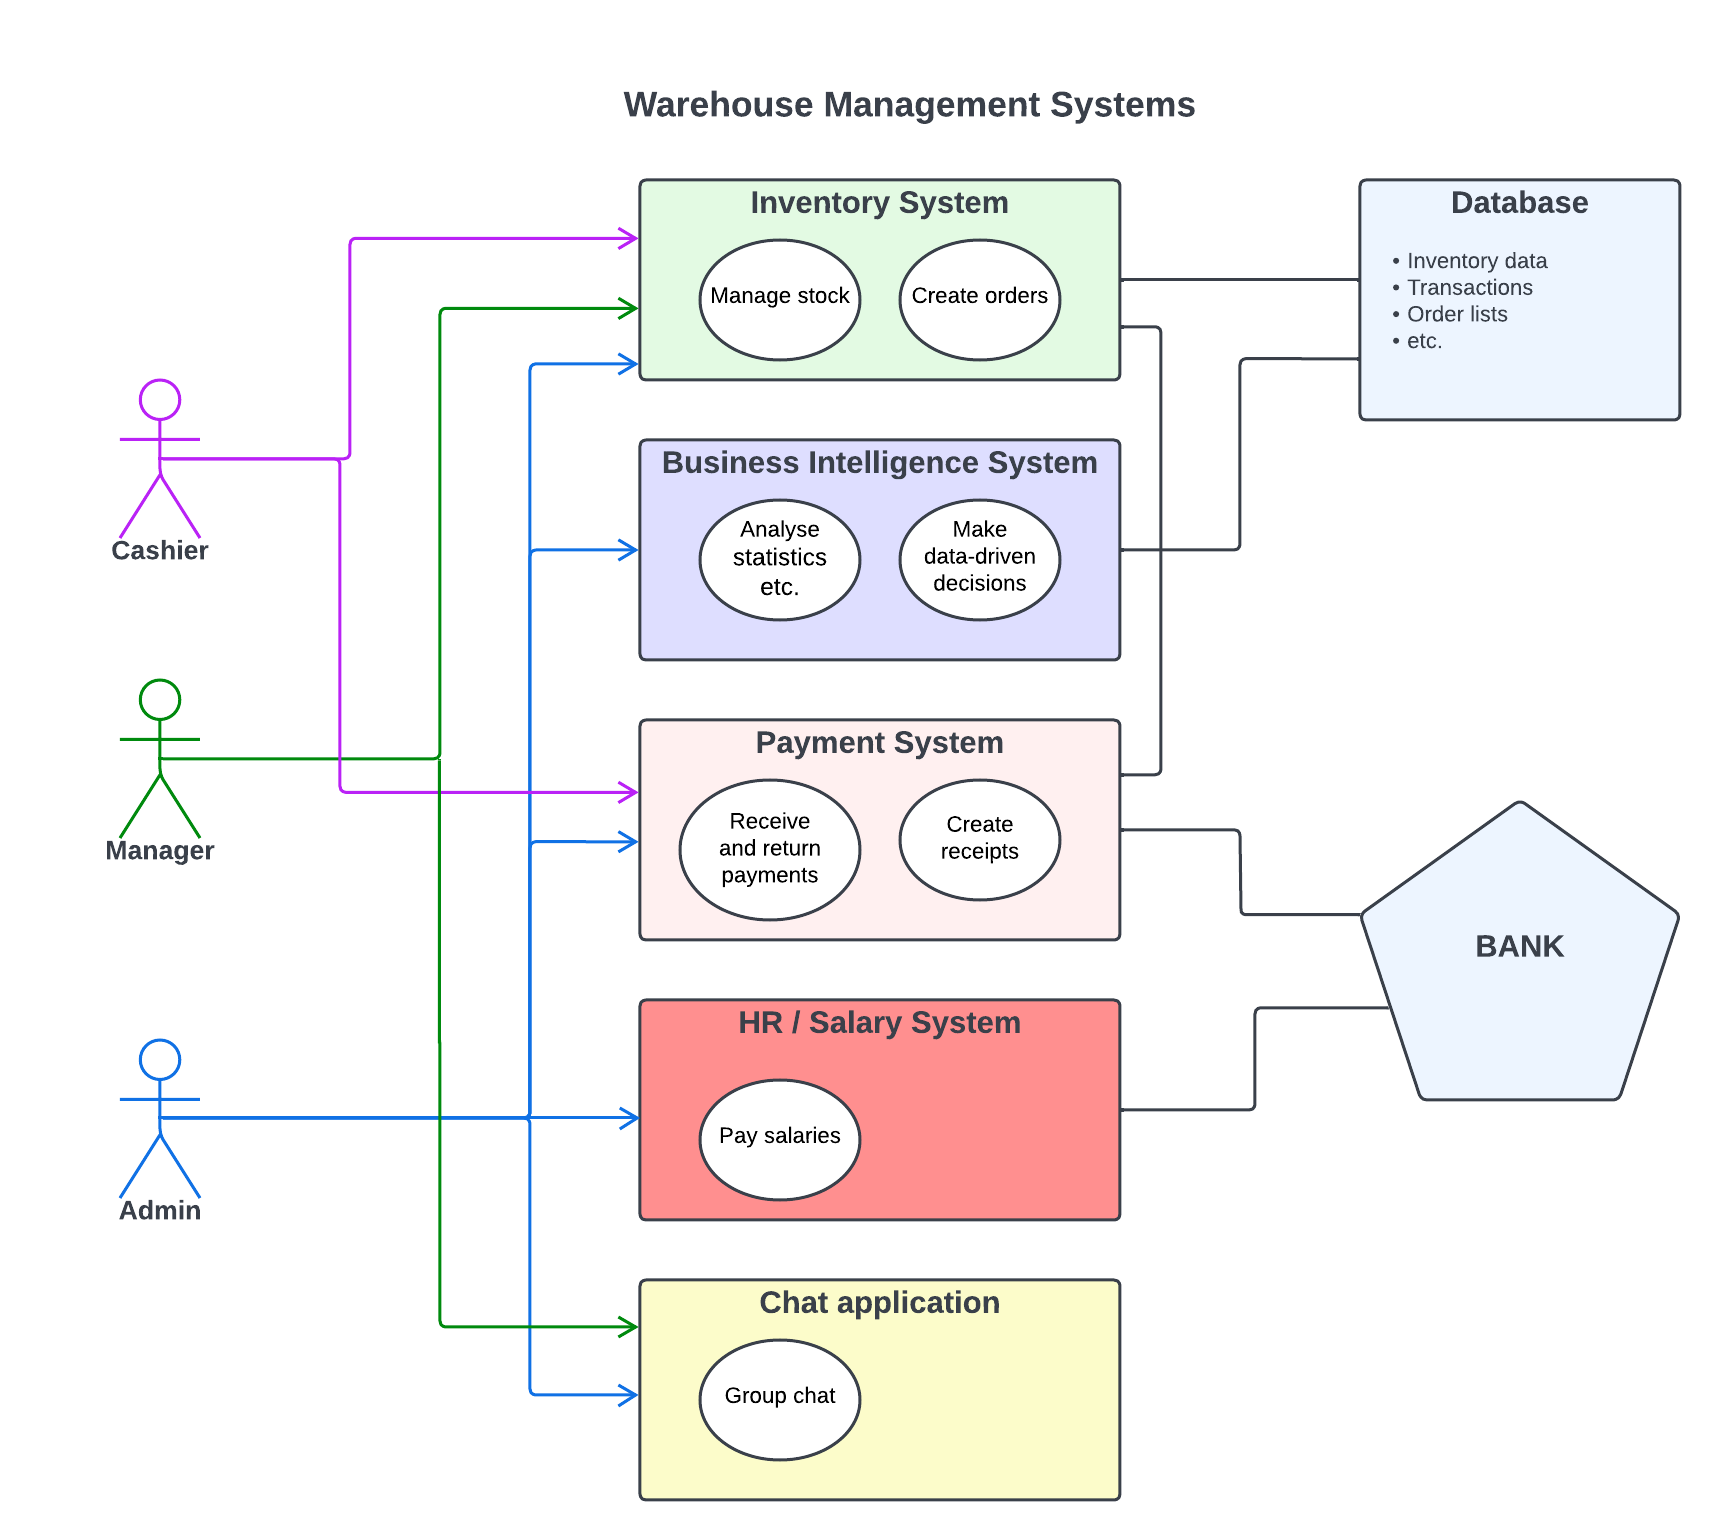 Warehouse Management Systems
Inventory System
Manage stock
Create orders
Database
• Inventory data
• Transactions
• Order lists
• etc.
Cashier
Business Intelligence System
Analyse
statistics
etc.
Make
data-driven
decisions
Manager
Payment System
Receive
and return
payments
Create
receipts
BANK
Admin
HR / Salary System
Pay salaries
Chat application
Group chat